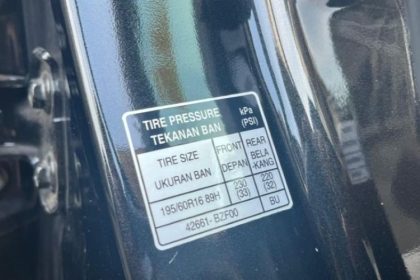 TIRE PRESSURE kPa
TEKANAN BAN (PSI)
TIRE SIZE FRONT REAR
UKURAN BAN DEPAN BELA-KANG
195/60R16 89H 230 (33) 220 (32)
42661-BZF00 BU